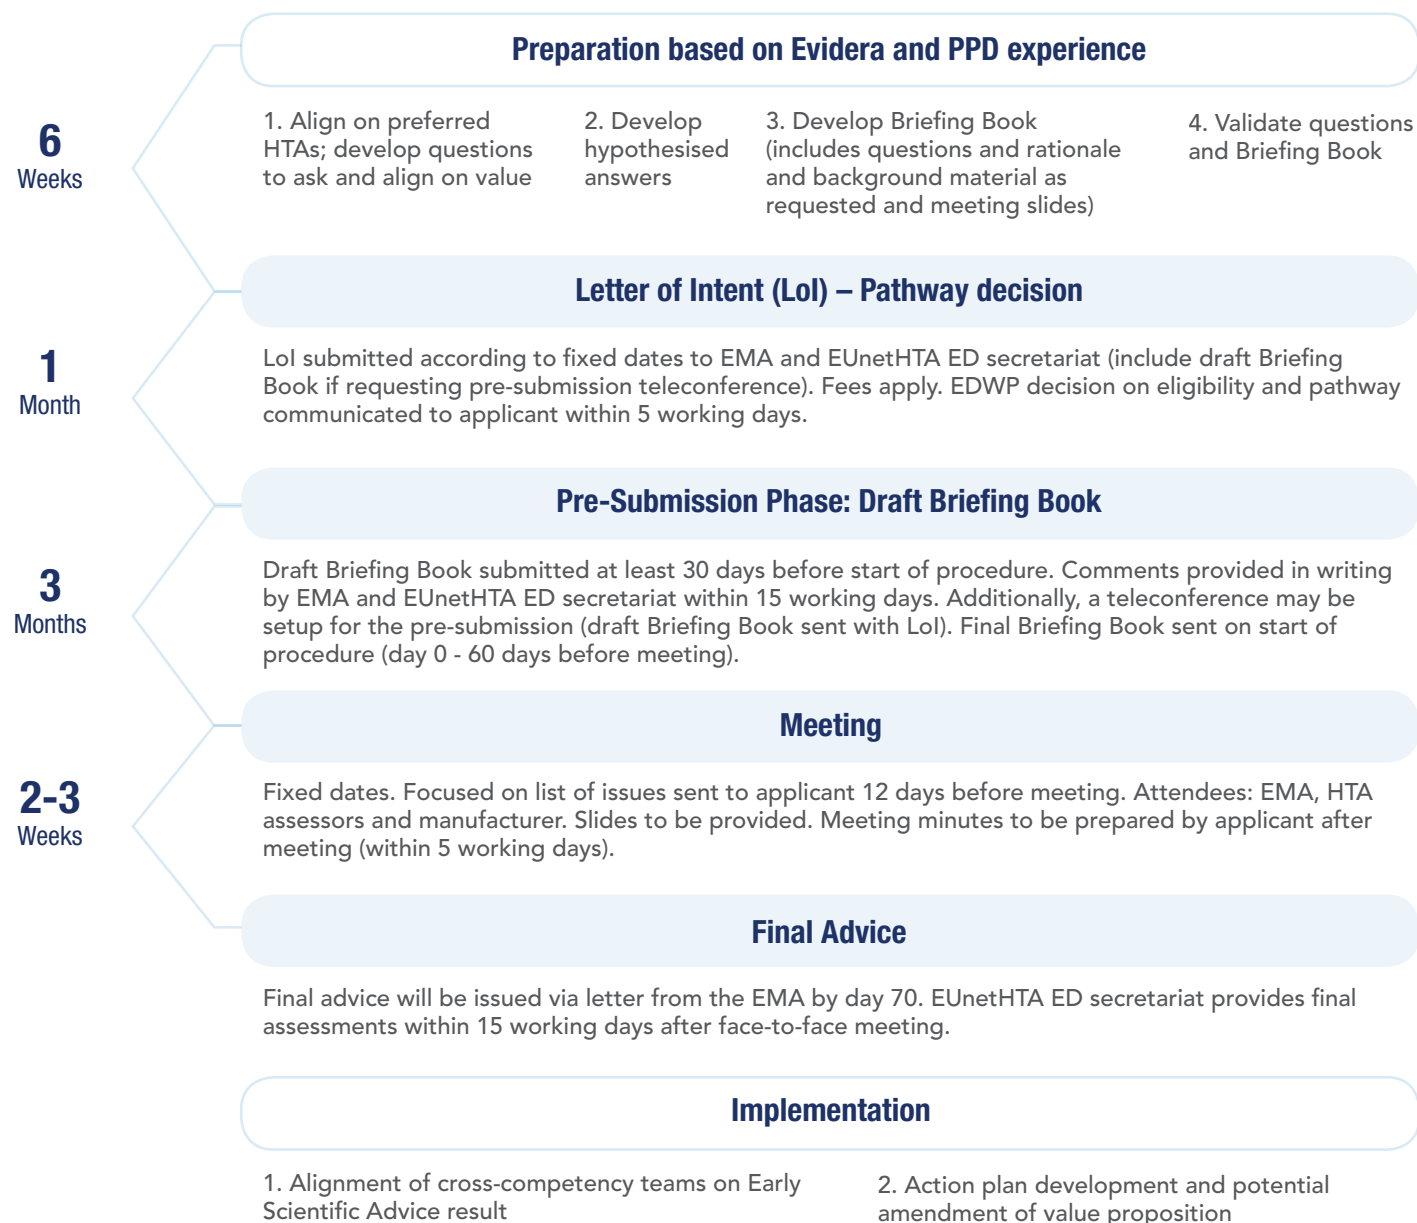 Preparation based on Evidera and PPD experience
6
Weeks
1. Align on preferred
HTAs; develop questions
to ask and align on value
2. Develop
hypothesised
answers
3. Develop Briefing Book
(includes questions and rationale
and background material as
requested and meeting slides)
4. Validate questions
and Briefing Book
Letter of Intent (LoI) – Pathway decision
1
Month
LoI submitted according to fixed dates to EMA and EUnetHTA ED secretariat (include draft Briefing
Book if requesting pre-submission teleconference). Fees apply. EDWP decision on eligibility and pathway
communicated to applicant within 5 working days.
Pre-Submission Phase: Draft Briefing Book
3
Months
Draft Briefing Book submitted at least 30 days before start of procedure. Comments provided in writing
by EMA and EUnetHTA ED secretariat within 15 working days. Additionally, a teleconference may be
setup for the pre-submission (draft Briefing Book sent with LoI). Final Briefing Book sent on start of
procedure (day 0 - 60 days before meeting).
Meeting
2-3
Weeks
Fixed dates. Focused on list of issues sent to applicant 12 days before meeting. Attendees: EMA, HTA
assessors and manufacturer. Slides to be provided. Meeting minutes to be prepared by applicant after
meeting (within 5 working days).
Final Advice
Final advice will be issued via letter from the EMA by day 70. EUnetHTA ED secretariat provides final
assessments within 15 working days after face-to-face meeting.
Implementation
1. Alignment of cross-competency teams on Early
Scientific Advice result
2. Action plan development and potential
amendment of value proposition